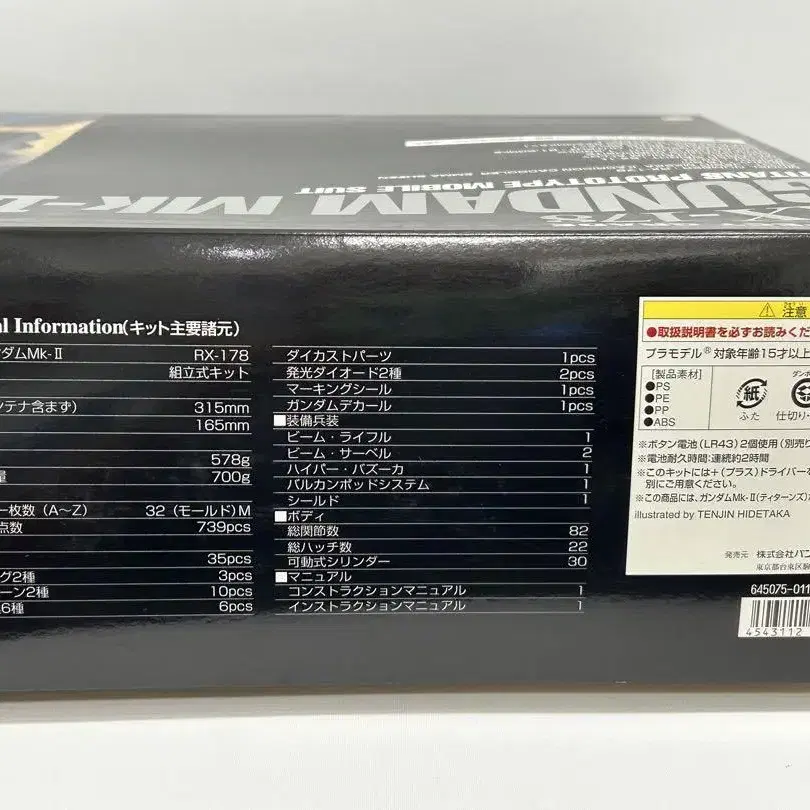 GUNDAM MK-II
RX-178
TITANS PROTOTYPE MOBILE SUIT
al Information(キット主要諸元)
ダムMk-Ⅱ RX-178
組立式キット
ンテナ含まず) 315mm
165mm
578g
量 700g
ー枚数(A~Z) 32(モールド)M
点数 739pcs
35pcs
グ2種 3pcs
ーン2種 10pcs
6種 6pcs
ダイカストパーツ 1pcs
発光ダイオード2種 2pcs
マーキングシール 1pcs
ガンダムデカール 1pcs
■装備兵装
ビーム・ライフル 1
ビーム・サーベル 2
ハイパー・バズーカ 1
バルカンポッドシステム 1
シールド 1
■ボディ
総関節数 82
総ハッチ数 22
可動式シリンダー 30
■マニュアル
コンストラクションマニュアル 1
インストラクションマニュアル 1
注意
●取扱説明書を必ずお読みくだ
プラモデル® 対象年齢15才以上
[製品素材]
●PS
●PE
●PP
●ABS
紙
ふた
ダンボ
仕切り
※ボタン電池(LR43)2個使用(別売り
※電池耐久時間:連続約2時間
※このキットには+(プラス)ドライバー
別にご用意ください。
※この商品には、ガンダムMk-Ⅱ(ティターンズ)
illustrated by TENJIN HIDETAKA
発売元 株式会社バン
東京都台東区駒
645075-011
4543112